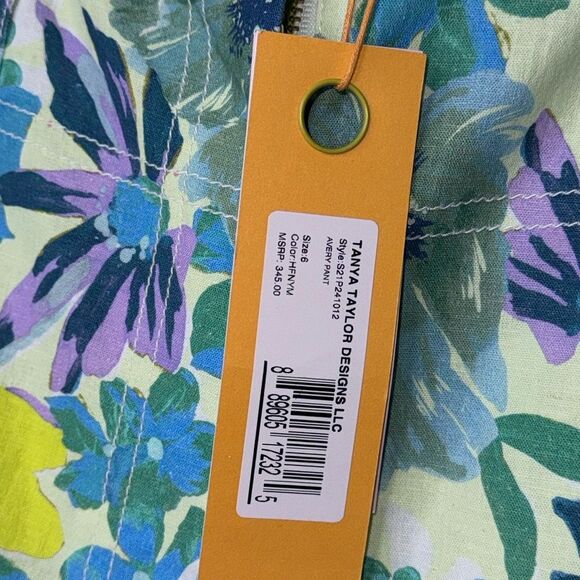 TANYA TAYLOR DESIGNS LLC
Style:S21P241012
AVERY PANT
Size:6
Color:HFNYM
MSRP: 345.00
8 89605 17232 5